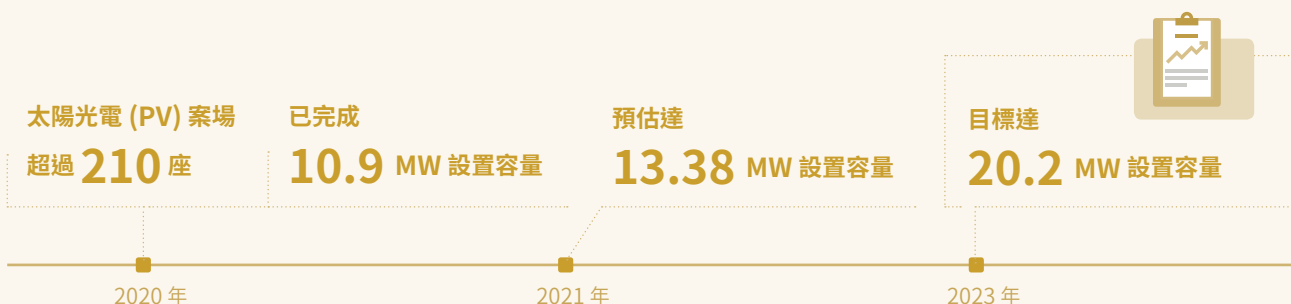 太陽光電 (PV) 案場
超過 210 座
已完成
10.9 MW 設置容量
預估達
13.38 MW 設置容量
目標達
20.2 MW 設置容量
2020 年
2021 年
2023 年